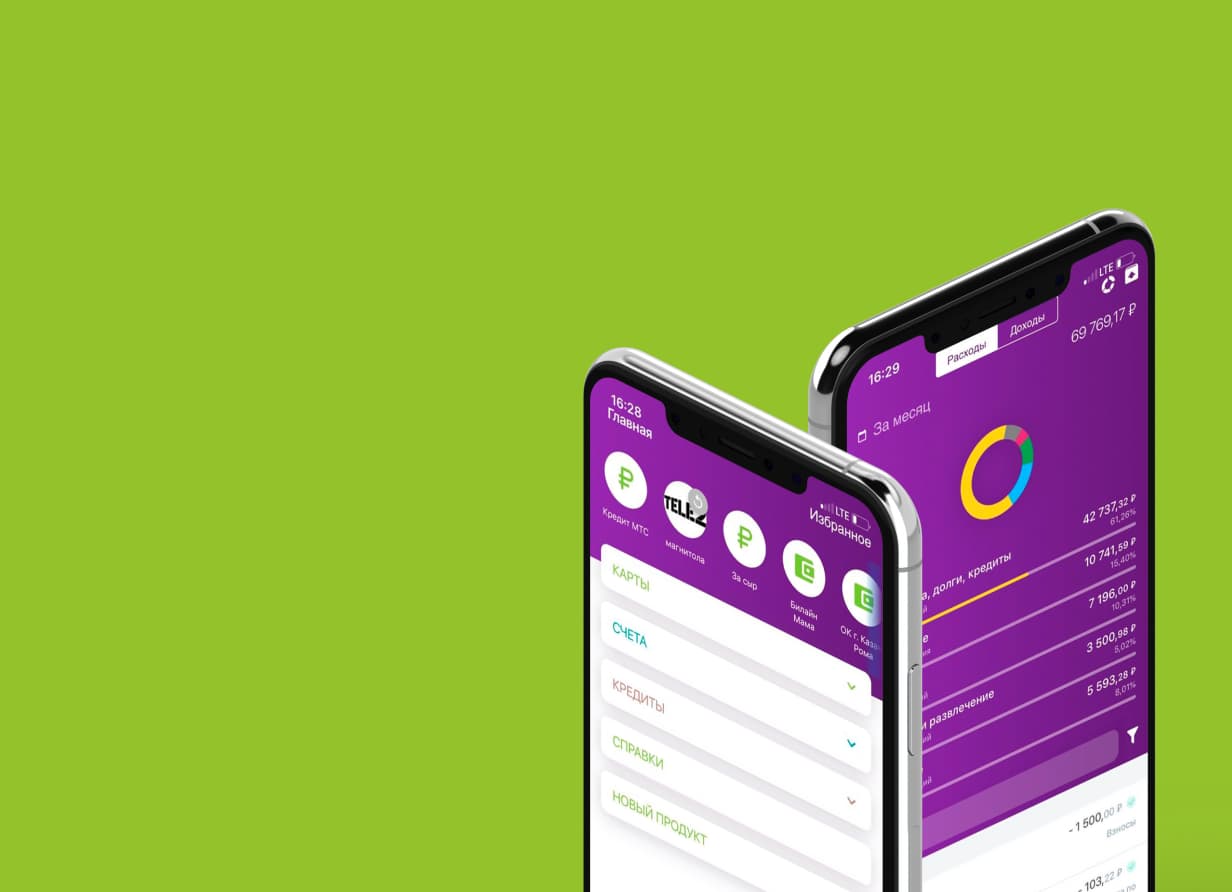 16:28
Главная
LTE
Избранное
Кредит МТС
TELE2
магнитола
За сыр
Билайн
Мама
ОК г. Каза
Рома
КАРТЫ
СЧЕТА
КРЕДИТЫ
СПРАВКИ
НОВЫЙ ПРОДУКТ
16:29
LTE
Расходы
Доходы
69 769,17 ₽
За месяц
42 737,32 ₽
61,26%
а, долги, кредиты
10 741,59 ₽
15,40%
7 196,00 ₽
10,31%
3 500,98 ₽
5,02%
и развлечение
5 593,28 ₽
8,01%
- 1 500,00 ₽
Взносы
- 103,22 ₽